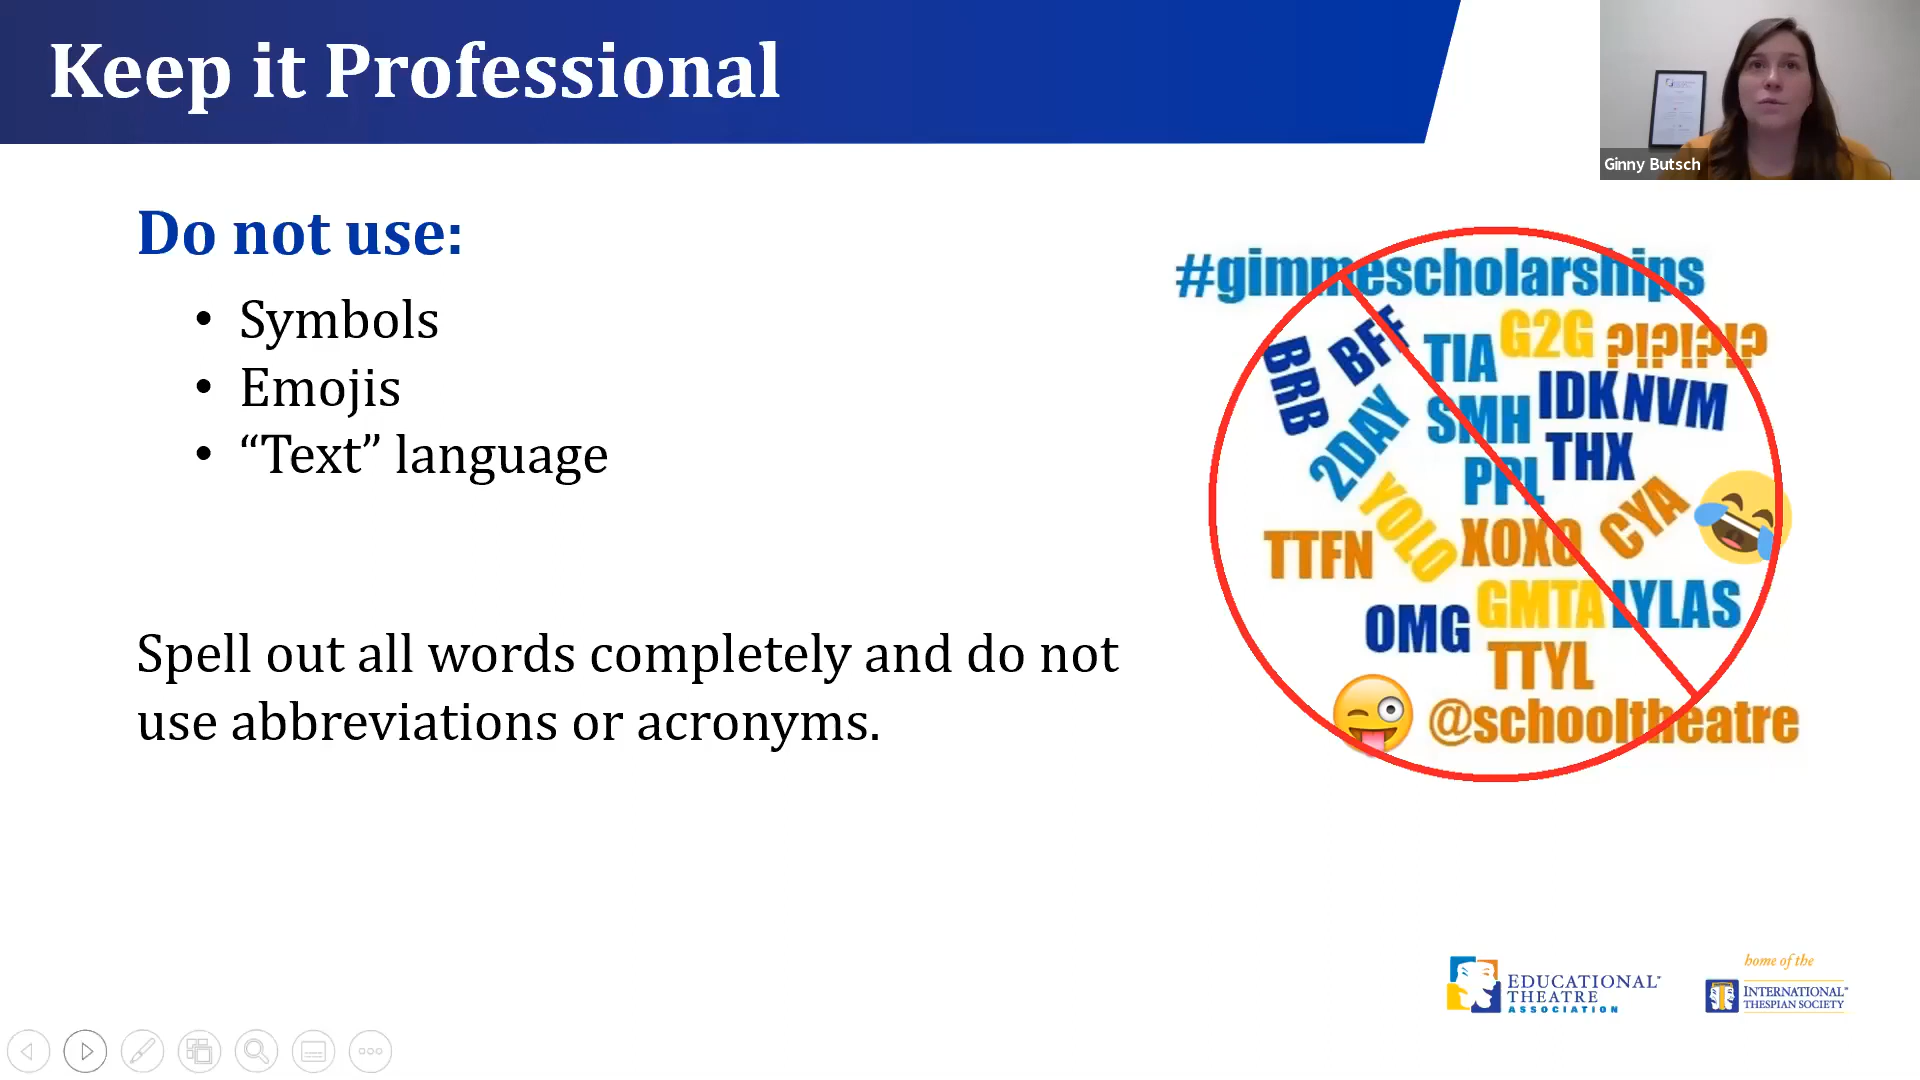 Keep it Professional
Ginny Butsch
Do not use:
• Symbols
• Emojis
• “Text” language
Spell out all words completely and do not
use abbreviations or acronyms.
#gimmescholarships
BRB
BFF
TIA
G2G
?!?!?!?
2DAY
SMH
IDK
NVM
PPL
THX
YOLO
TTFN
XOXO
CYA
OMG
GMTA
LYLAS
TTYL
@schooltheatre
EDUCATIONAL
THEATRE
ASSOCIATION
home of the
INTERNATIONAL
THESPIAN SOCIETY